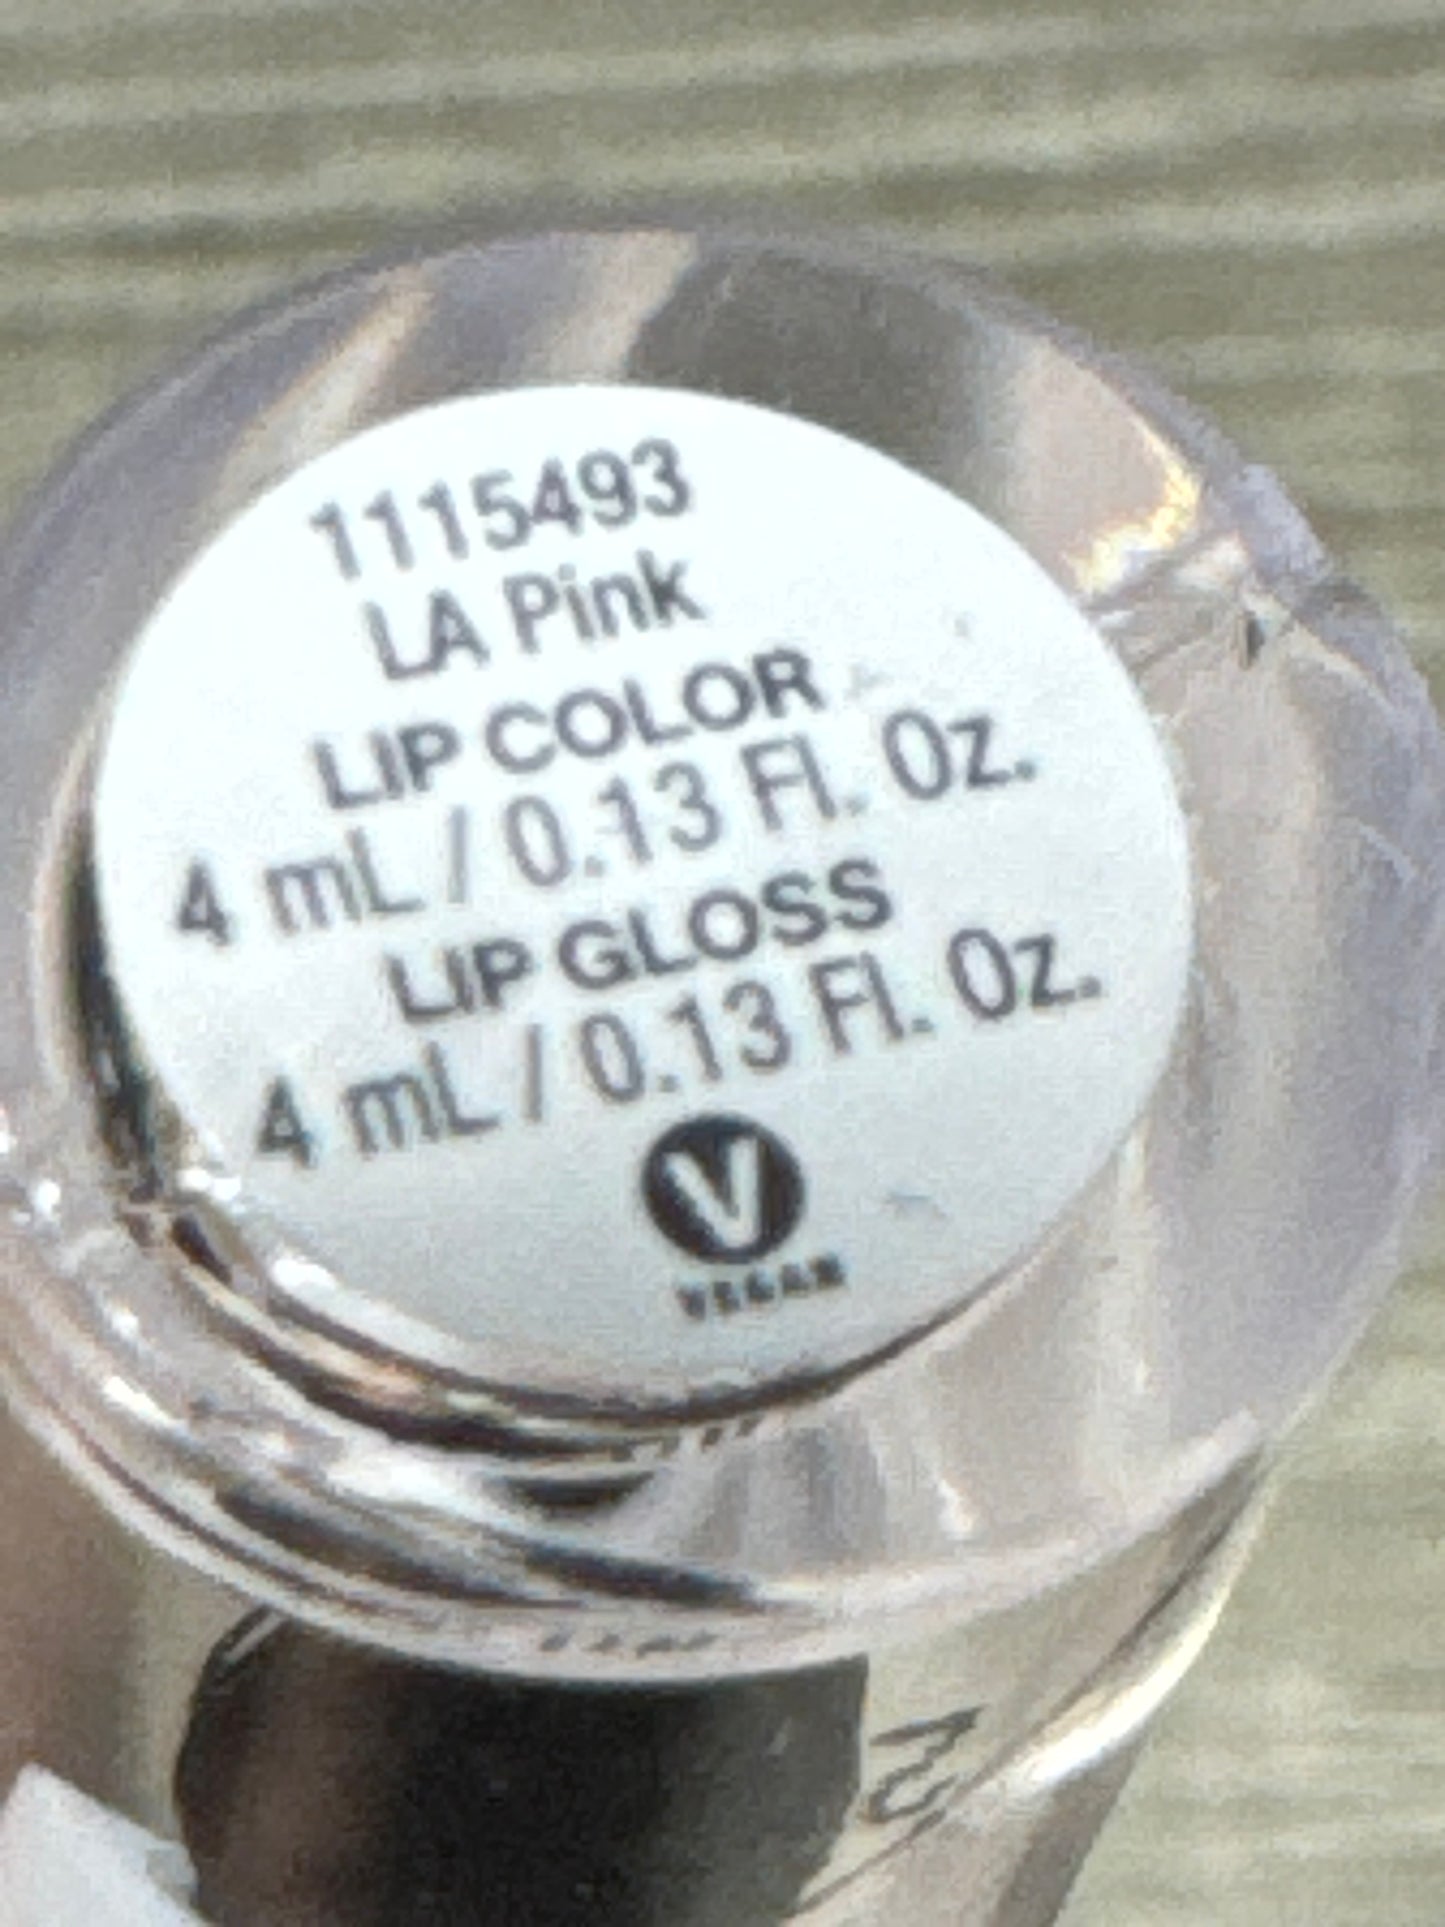 1115493
LA Pink
LIP COLOR
4 mL / 0.13 Fl. Oz.
LIP GLOSS
4 mL / 0.13 Fl. Oz.
V
VEGAN